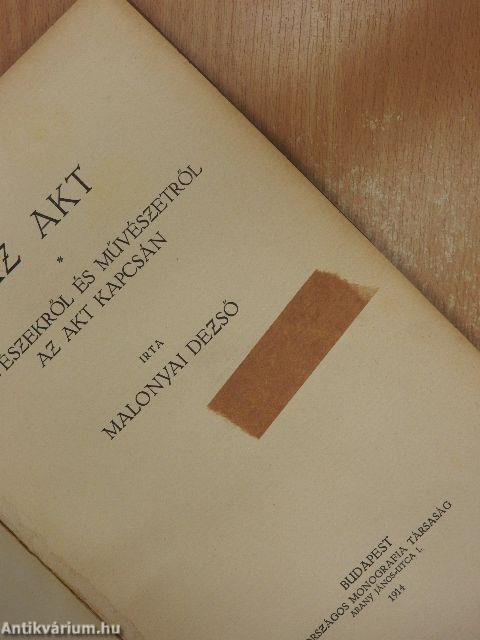 AZ AKT
*
ÉSZEKRŐL ÉS MŰVÉSZETRŐL
AZ AKT KAPCSÁN
IRTA
MALONYAI DEZSŐ
BUDAPEST
ORSZÁGOS MONOGRAFIA TÁRSASÁG
ARANY JÁNOS-UTCA 1.
1914
Antikvárium.hu